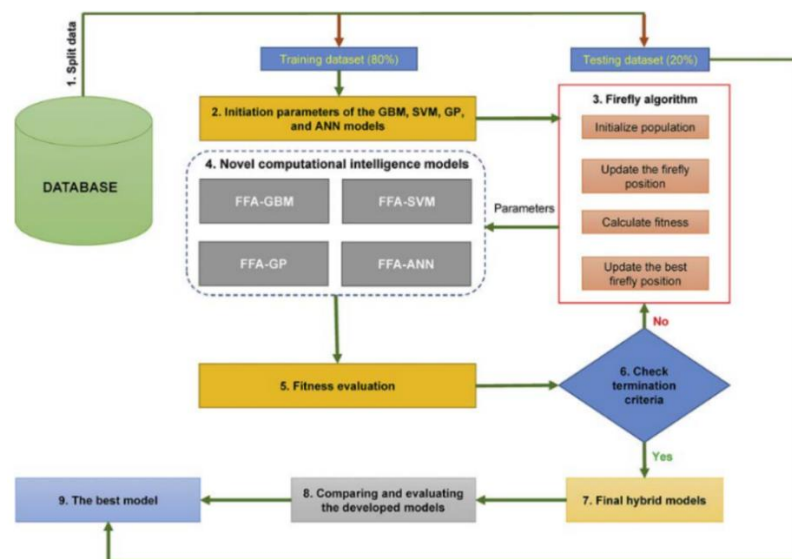 1. Split data
Training dataset (80%)
Testing dataset (20%)
2. Initiation parameters of the GBM, SVM, GP,
and ANN models
3. Firefly algorithm
Initialize population
Update the firefly
position
Calculate fitness
Update the best
firefly position
DATABASE
4. Novel computational intelligence models
FFA-GBM
FFA-SVM
FFA-GP
FFA-ANN
Parameters
No
5. Fitness evaluation
6. Check
termination
criteria
Yes
7. Final hybrid models
8. Comparing and evaluating
the developed models
9. The best model